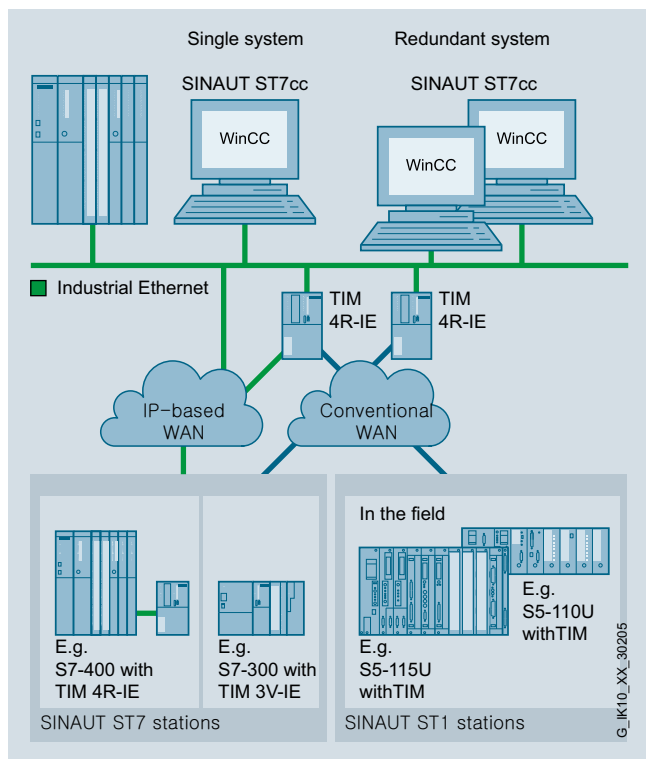 Single system
Redundant system
SINAUT ST7cc
SINAUT ST7cc
WinCC
WinCC
WinCC
Industrial Ethernet
TIM
4R-IE
TIM
4R-IE
IP-based
WAN
Conventional
WAN
In the field
E.g.
S7-400 with
TIM 4R-IE
E.g.
S7-300 with
TIM 3V-IE
E.g.
S5-115U
withTIM
E.g.
S5-110U
withTIM
SINAUT ST7 stations
SINAUT ST1 stations
G_IK10_XX_30205